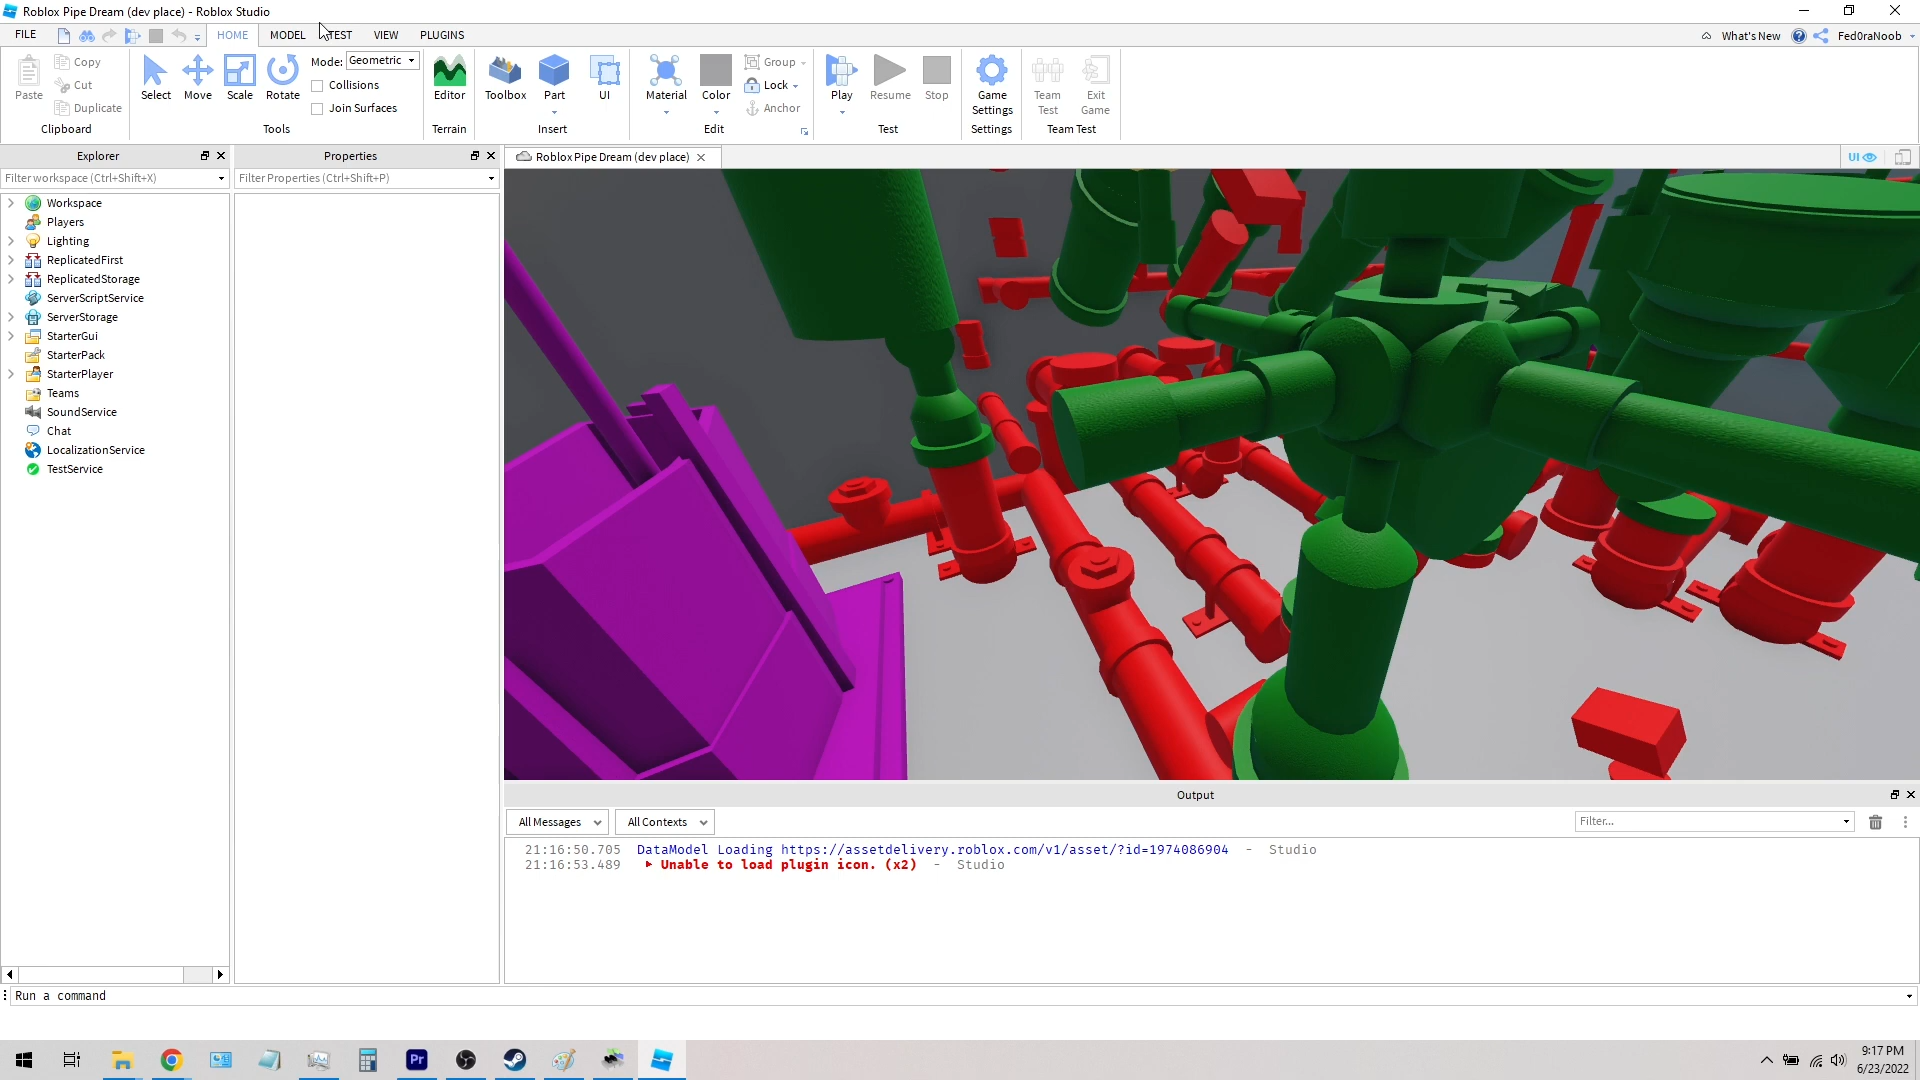 Roblox Pipe Dream (dev place) - Roblox Studio
FILE HOME MODEL TEST VIEW PLUGINS What's New Fed0raNoob
Paste Copy Cut Duplicate
Clipboard
Select Move Scale Rotate
Mode: Geometric
Collisions
Join Surfaces
Tools
Editor
Terrain
Toolbox Part UI
Insert
Material Color Group Lock Anchor
Edit
Play Resume Stop
Test
Game Settings
Settings
Team Test Exit Game
Team Test
Explorer
Filter workspace (Ctrl+Shift+X)
Workspace
Players
Lighting
ReplicatedFirst
ReplicatedStorage
ServerScriptService
ServerStorage
StarterGui
StarterPack
StarterPlayer
Teams
SoundService
Chat
LocalizationService
TestService
Properties
Filter Properties (Ctrl+Shift+P)
Roblox Pipe Dream (dev place)
UI
Output
All Messages All Contexts Filter...
21:16:50.705 DataModel Loading https://assetdelivery.roblox.com/v1/asset/?id=1974086904 - Studio
21:16:53.489 Unable to load plugin icon. (x2) - Studio
Run a command
Pr
9:17 PM
6/23/2022